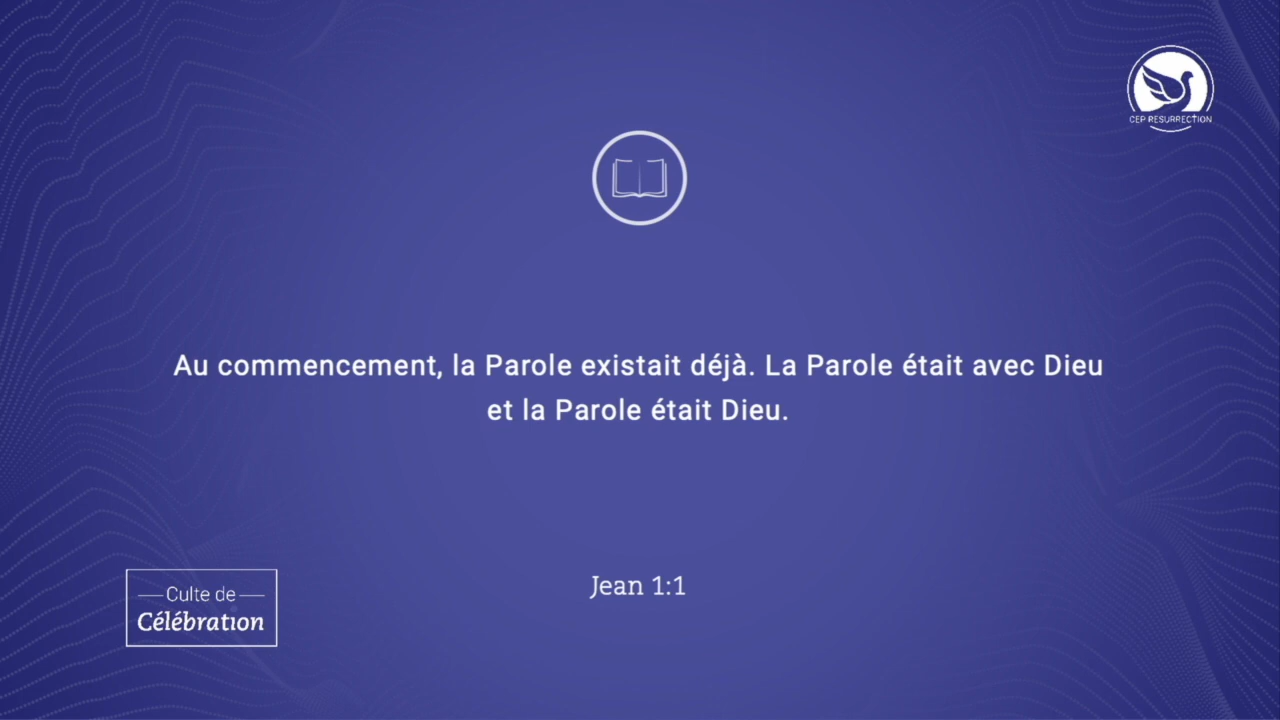 CEP RESURRECTION
Au commencement, la Parole existait déjà. La Parole était avec Dieu
et la Parole était Dieu.
Jean 1:1
Culte de
Célébration